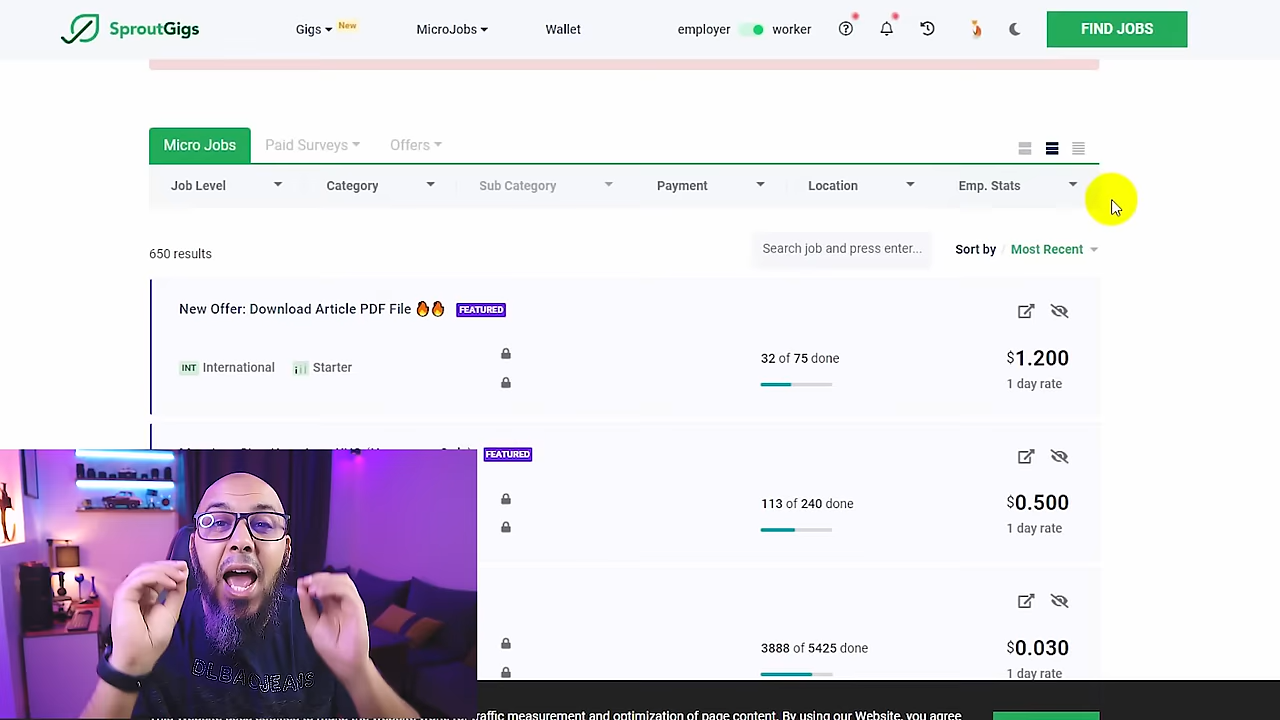 SproutGigs
Gigs New
MicroJobs
Wallet
employer worker
FIND JOBS
Micro Jobs
Paid Surveys
Offers
Job Level
Category
Sub Category
Payment
Location
Emp. Stats
650 results
Search job and press enter...
Sort by / Most Recent
New Offer: Download Article PDF File 🔥🔥 FEATURED
INT International Starter
32 of 75 done
$1.200
1 day rate
FEATURED
113 of 240 done
$0.500
1 day rate
3888 of 5425 done
$0.030
1 day rate
traffic measurement and optimization of page content. By using our Website, you agree